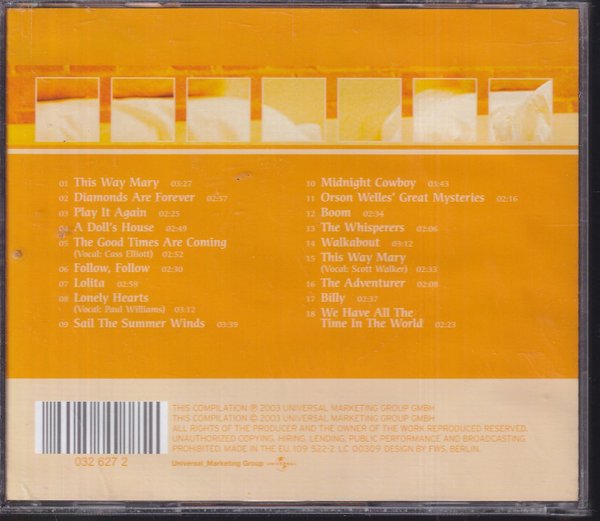 01 This Way Mary 03:27
02 Diamonds Are Forever 02:57
03 Play It Again 02:25
04 A Doll's House 02:49
05 The Good Times Are Coming
(Vocal: Cass Elliott) 02:52
06 Follow, Follow 02:30
07 Lolita 02:59
08 Lonely Hearts
(Vocal: Paul Williams) 03:12
09 Sail The Summer Winds 03:39
10 Midnight Cowboy 03:43
11 Orson Welles' Great Mysteries 02:16
12 Boom 02:34
13 The Whisperers 02:06
14 Walkabout 03:12
15 This Way Mary
(Vocal: Scott Walker) 02:33
16 The Adventurer 02:08
17 Billy 02:37
18 We Have All The
Time In The World 02:23
032 627 2
THIS COMPILATION ℗ 2003 UNIVERSAL MARKETING GROUP GMBH
THIS COMPILATION © 2003 UNIVERSAL MARKETING GROUP GMBH
ALL RIGHTS OF THE PRODUCER AND THE OWNER OF THE WORK REPRODUCED RESERVED.
UNAUTHORIZED COPYING, HIRING, LENDING, PUBLIC PERFORMANCE AND BROADCASTING
PROHIBITED. MADE IN THE EU. 109 522-2 LC 00309 DESIGN BY FWS, BERLIN.
Universal_Marketing Group UNIVERSAL